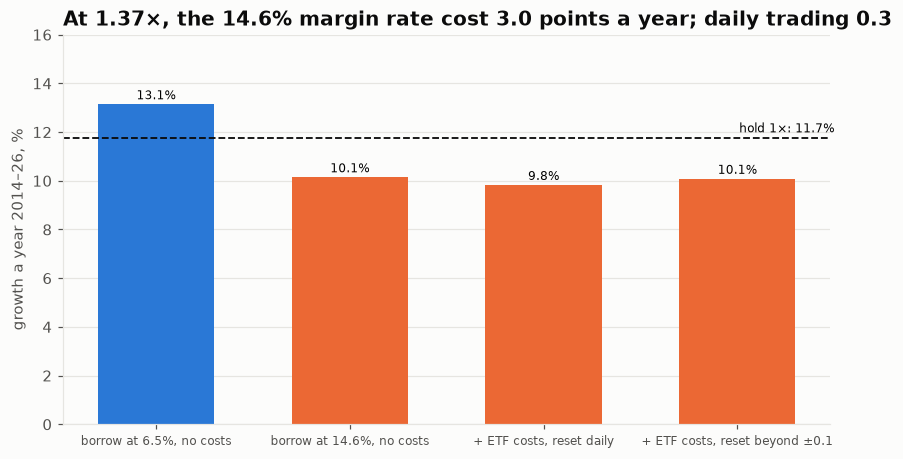 At 1.37×, the 14.6% margin rate cost 3.0 points a year; daily trading 0.3
growth a year 2014–26, %
16
14
12
10
8
6
4
2
0
13.1%
10.1%
9.8%
10.1%
hold 1×: 11.7%
borrow at 6.5%, no costs
borrow at 14.6%, no costs
+ ETF costs, reset daily
+ ETF costs, reset beyond ±0.1